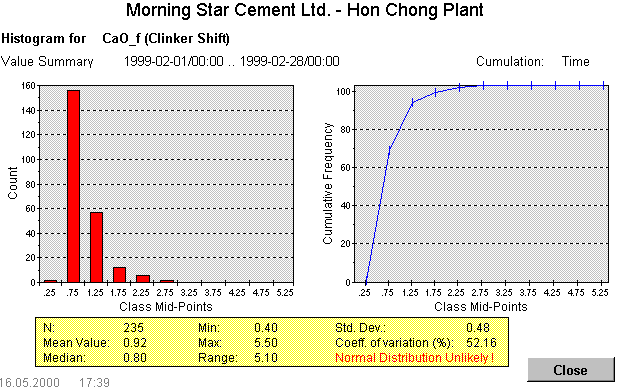 Morning Star Cement Ltd. - Hon Chong Plant
Histogram for CaO_f (Clinker Shift)
Value Summary 1999-02-01/00:00 .. 1999-02-28/00:00 Cumulation: Time
160
140
120
100
80
60
40
20
0
Count
.25 .75 1.25 1.75 2.25 2.75 3.25 3.75 4.25 4.75 5.25
Class Mid-Points
100
80
60
40
20
0
Cumulative Frequency
.25 .75 1.25 1.75 2.25 2.75 3.25 3.75 4.25 4.75 5.25
Class Mid-Points
N: 235 Min: 0.40 Std. Dev.: 0.48
Mean Value: 0.92 Max: 5.50 Coeff. of variation (%): 52.16
Median: 0.80 Range: 5.10 Normal Distribution Unlikely !
Close
16.05.2000 17:39